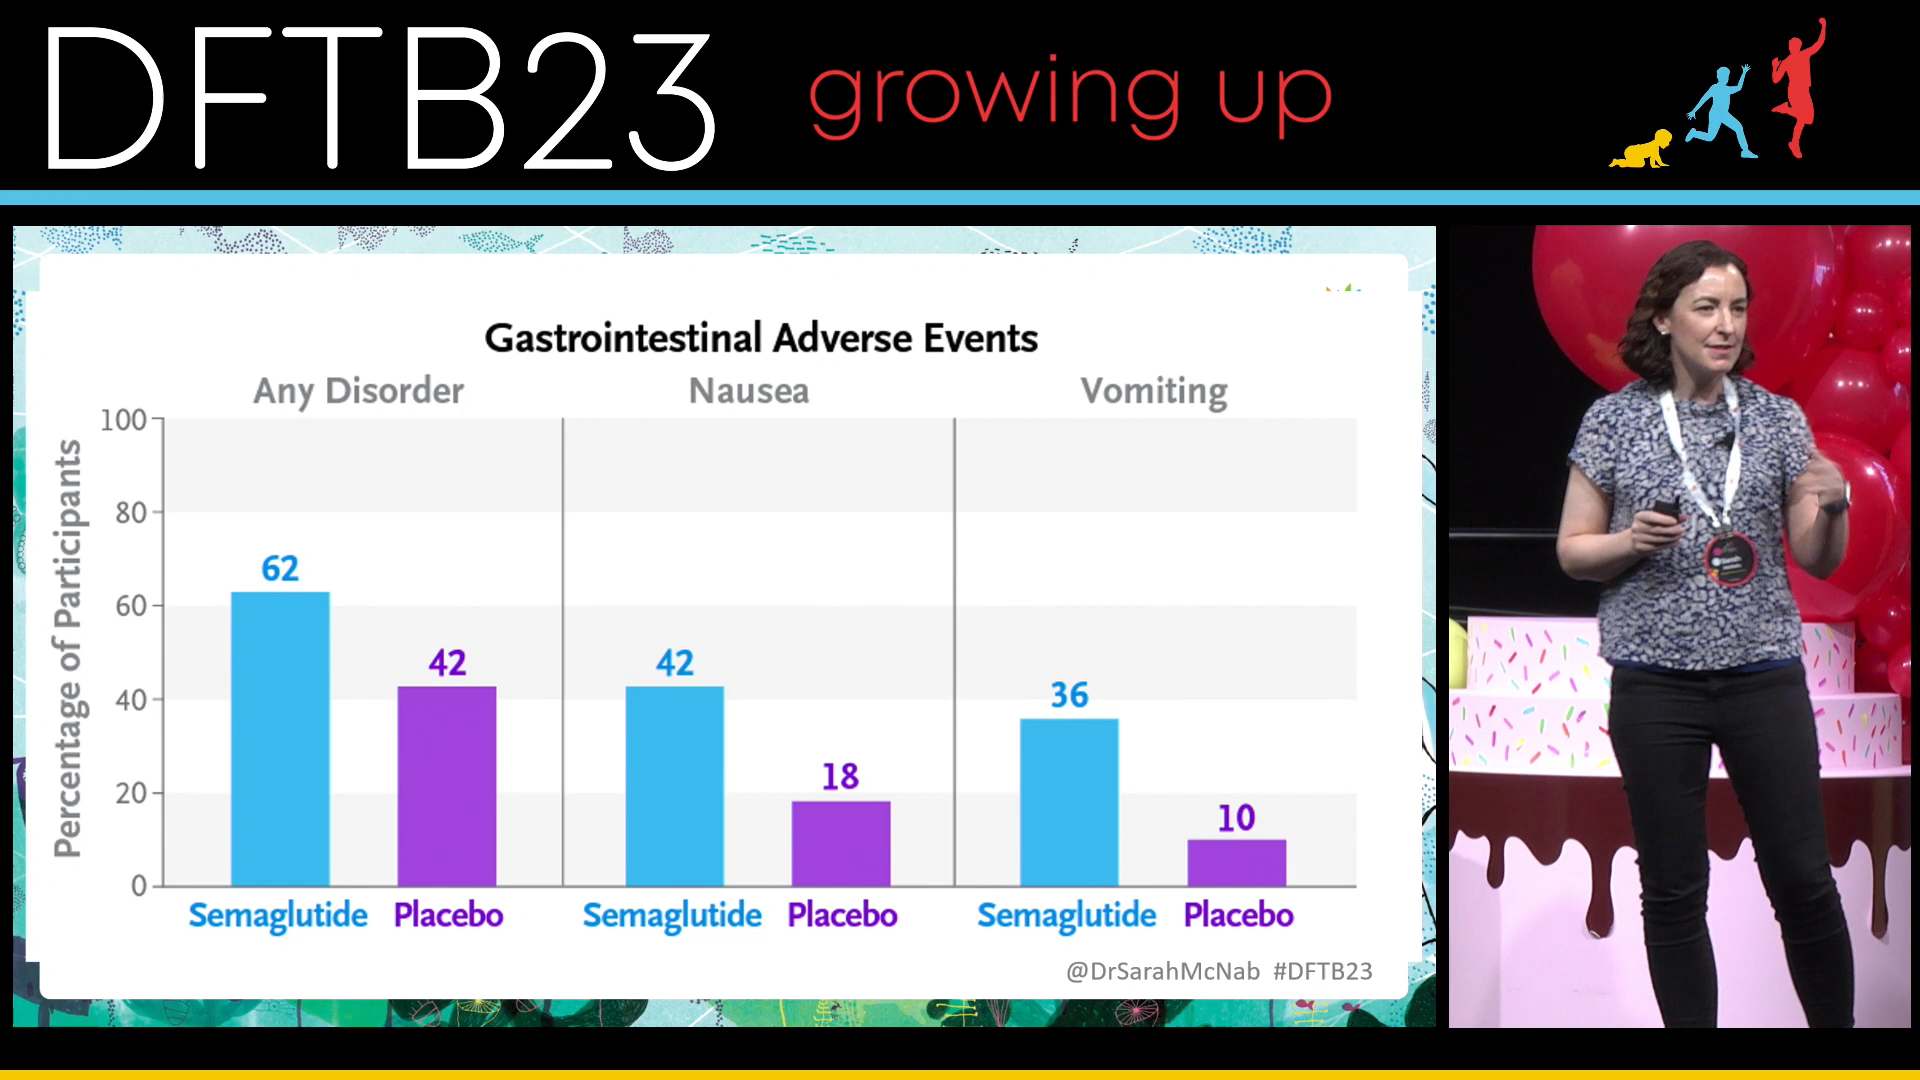 DFTB23
growing up
Gastrointestinal Adverse Events
Any Disorder Nausea Vomiting
Percentage of Participants
100
80
60
40
20
0
62
42
42
18
36
10
Semaglutide Placebo Semaglutide Placebo Semaglutide Placebo
@DrSarahMcNab #DFTB23